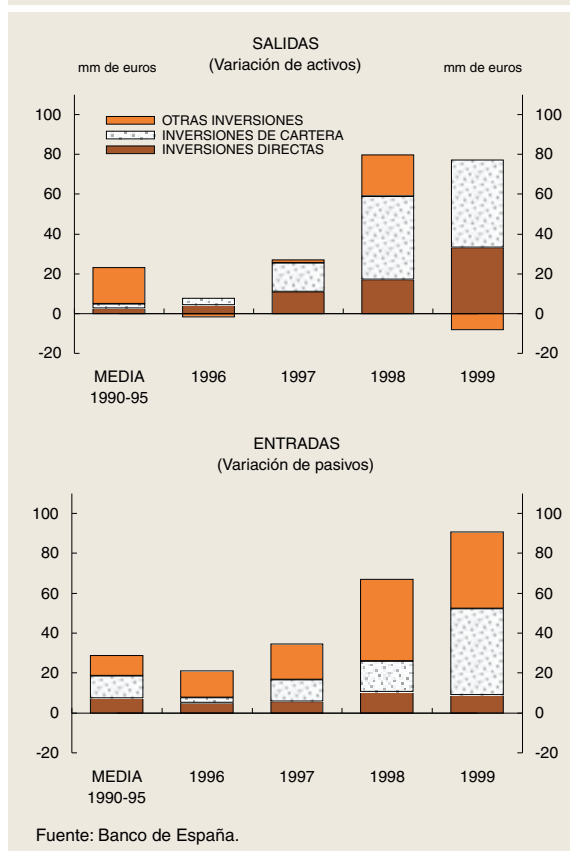 SALIDAS
(Variación de activos)
mm de euros
mm de euros
100
80
60
40
20
0
-20
100
80
60
40
20
0
-20
OTRAS INVERSIONES
INVERSIONES DE CARTERA
INVERSIONES DIRECTAS
MEDIA 1996 1997 1998 1999
1990-95
ENTRADAS
(Variación de pasivos)
100
80
60
40
20
0
-20
100
80
60
40
20
0
-20
MEDIA 1996 1997 1998 1999
1990-95
Fuente: Banco de España.